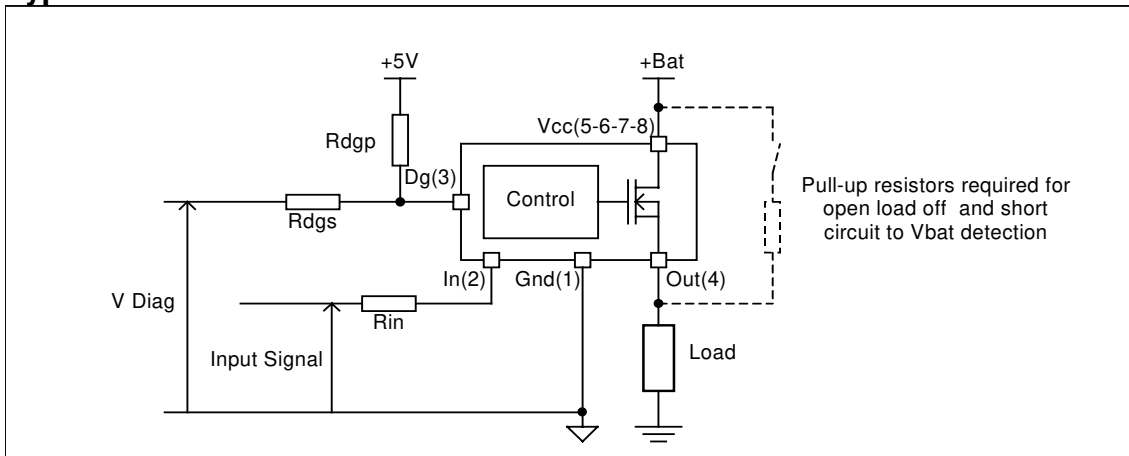 +5V
+Bat
Vcc(5-6-7-8)
Rdgp
Dg(3)
Control
Rdgs
Pull-up resistors required for
open load off and short
circuit to Vbat detection
In(2)
Gnd(1)
Out(4)
V Diag
Rin
Input Signal
Load